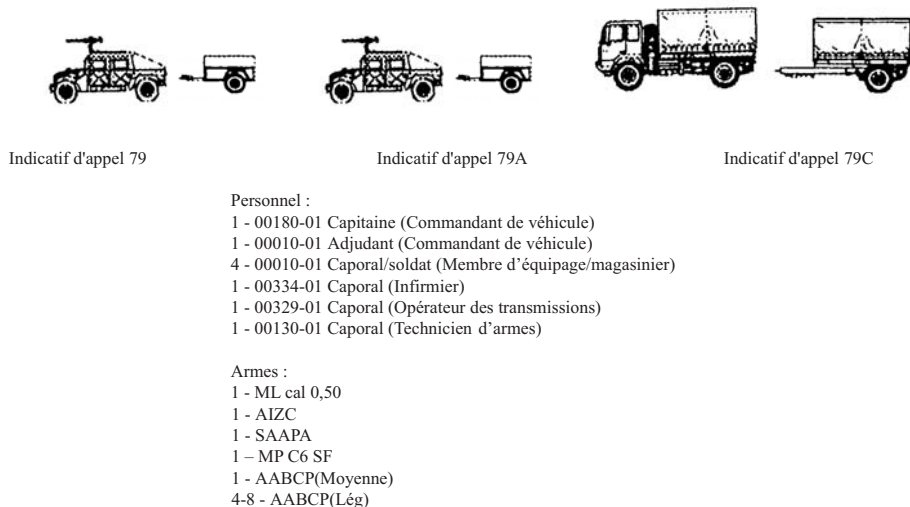 Indicatif d'appel 79 Indicatif d'appel 79A Indicatif d'appel 79C
Personnel :
1 - 00180-01 Capitaine (Commandant de véhicule)
1 - 00010-01 Adjudant (Commandant de véhicule)
4 - 00010-01 Caporal/soldat (Membre d’équipage/magasinier)
1 - 00334-01 Caporal (Infirmier)
1 - 00329-01 Caporal (Opérateur des transmissions)
1 - 00130-01 Caporal (Technicien d’armes)
Armes :
1 - ML cal 0,50
1 - AIZC
1 - SAAPA
1 – MP C6 SF
1 - AABCP(Moyenne)
4-8 - AABCP(Lég)